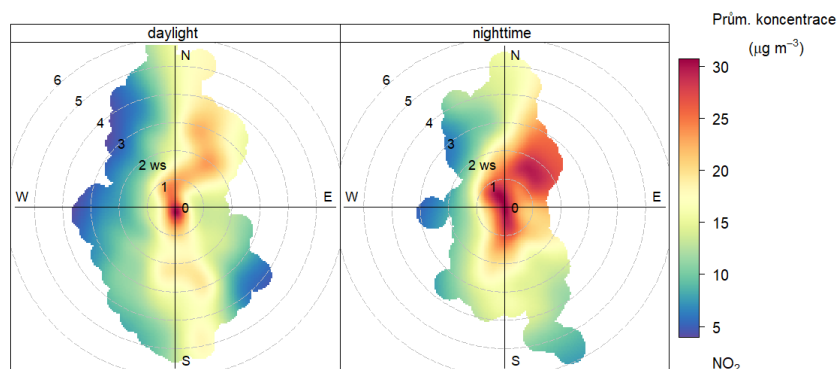 daylight
N
6
5
4
3
2 ws
1
0
W
E
S
nighttime
N
6
5
4
3
2 ws
1
0
W
E
S
Prům. koncentrace
(µg m⁻³)
30
25
20
15
10
5
NO₂